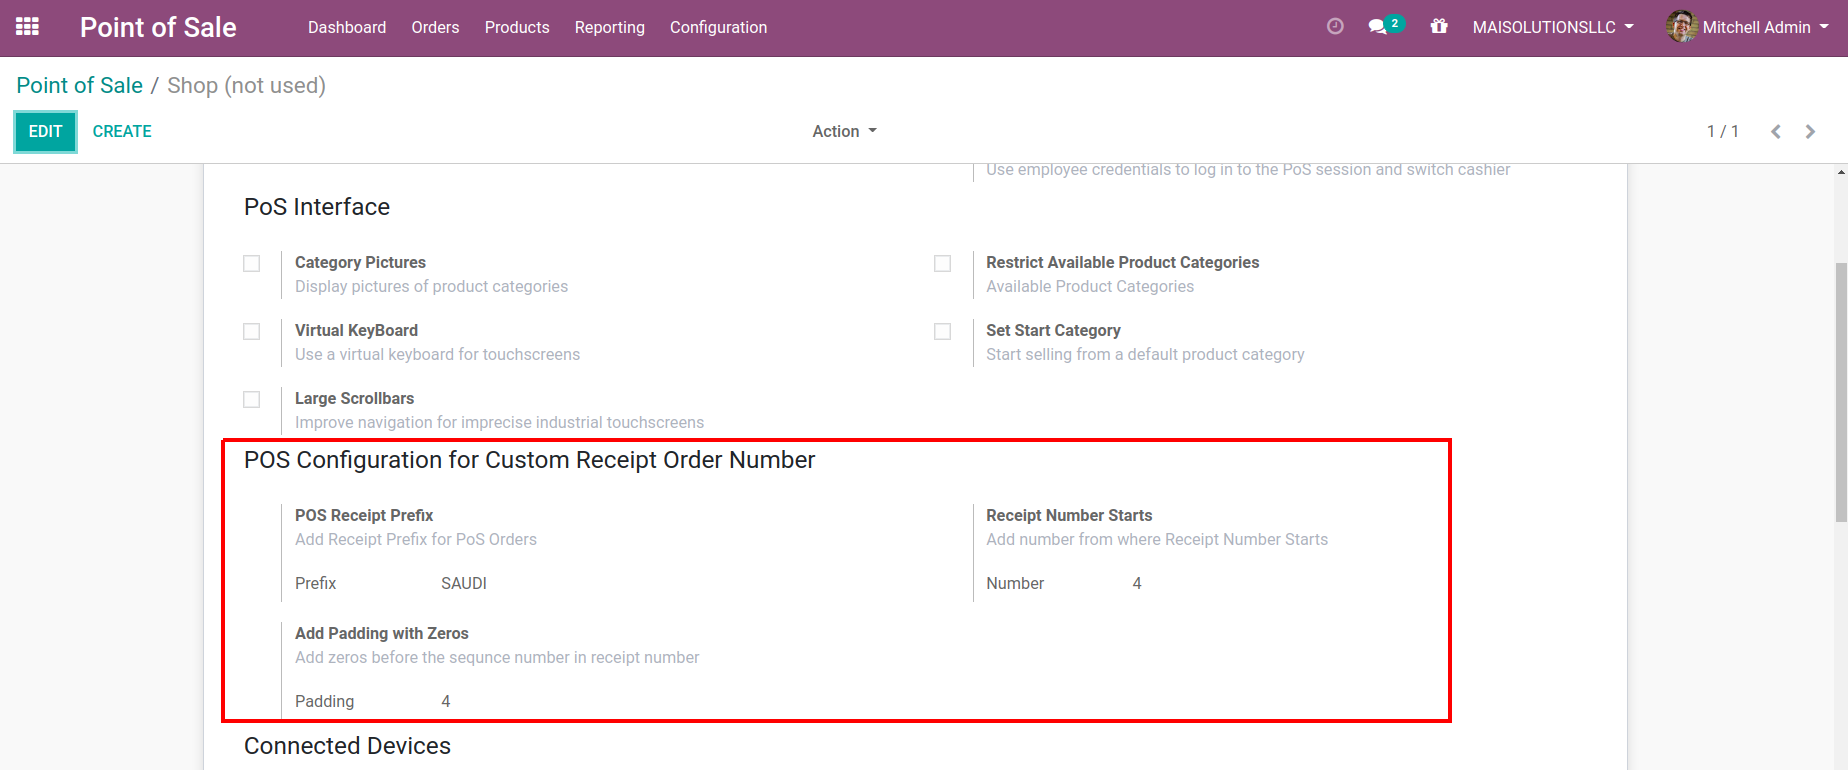 Point of Sale Dashboard Orders Products Reporting Configuration 2 MAISOLUTIONSLLC Mitchell Admin
Point of Sale / Shop (not used)
EDIT CREATE Action 1 / 1
Use employee credentials to log in to the PoS session and switch cashier
PoS Interface
Category Pictures
Display pictures of product categories
Restrict Available Product Categories
Available Product Categories
Virtual KeyBoard
Use a virtual keyboard for touchscreens
Set Start Category
Start selling from a default product category
Large Scrollbars
Improve navigation for imprecise industrial touchscreens
POS Configuration for Custom Receipt Order Number
POS Receipt Prefix
Add Receipt Prefix for PoS Orders
Prefix SAUDI
Receipt Number Starts
Add number from where Receipt Number Starts
Number 4
Add Padding with Zeros
Add zeros before the sequnce number in receipt number
Padding 4
Connected Devices